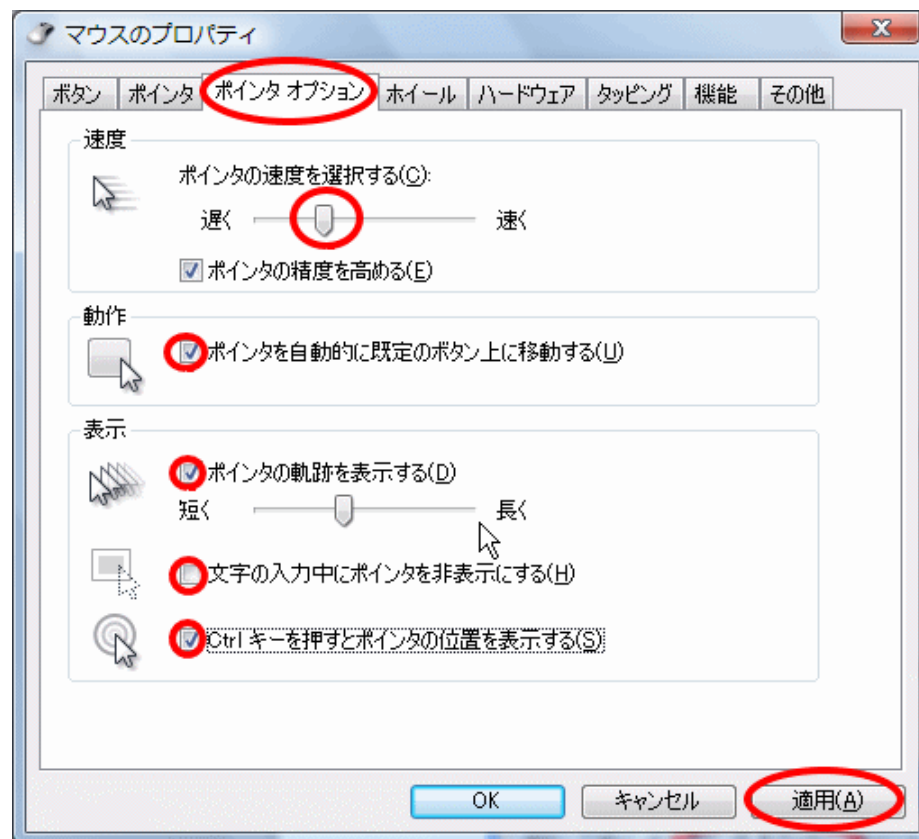 マウスのプロパティ
ボタン ポインタ ポインタ オプション ホイール ハードウェア タッピング 機能 その他
速度
ポインタの速度を選択する(C):
遅く 速く
ポインタの精度を高める(E)
動作
ポインタを自動的に既定のボタン上に移動する(U)
表示
ポインタの軌跡を表示する(D)
短く 長く
文字の入力中にポインタを非表示にする(H)
Ctrl キーを押すとポインタの位置を表示する(S)
OK キャンセル 適用(A)